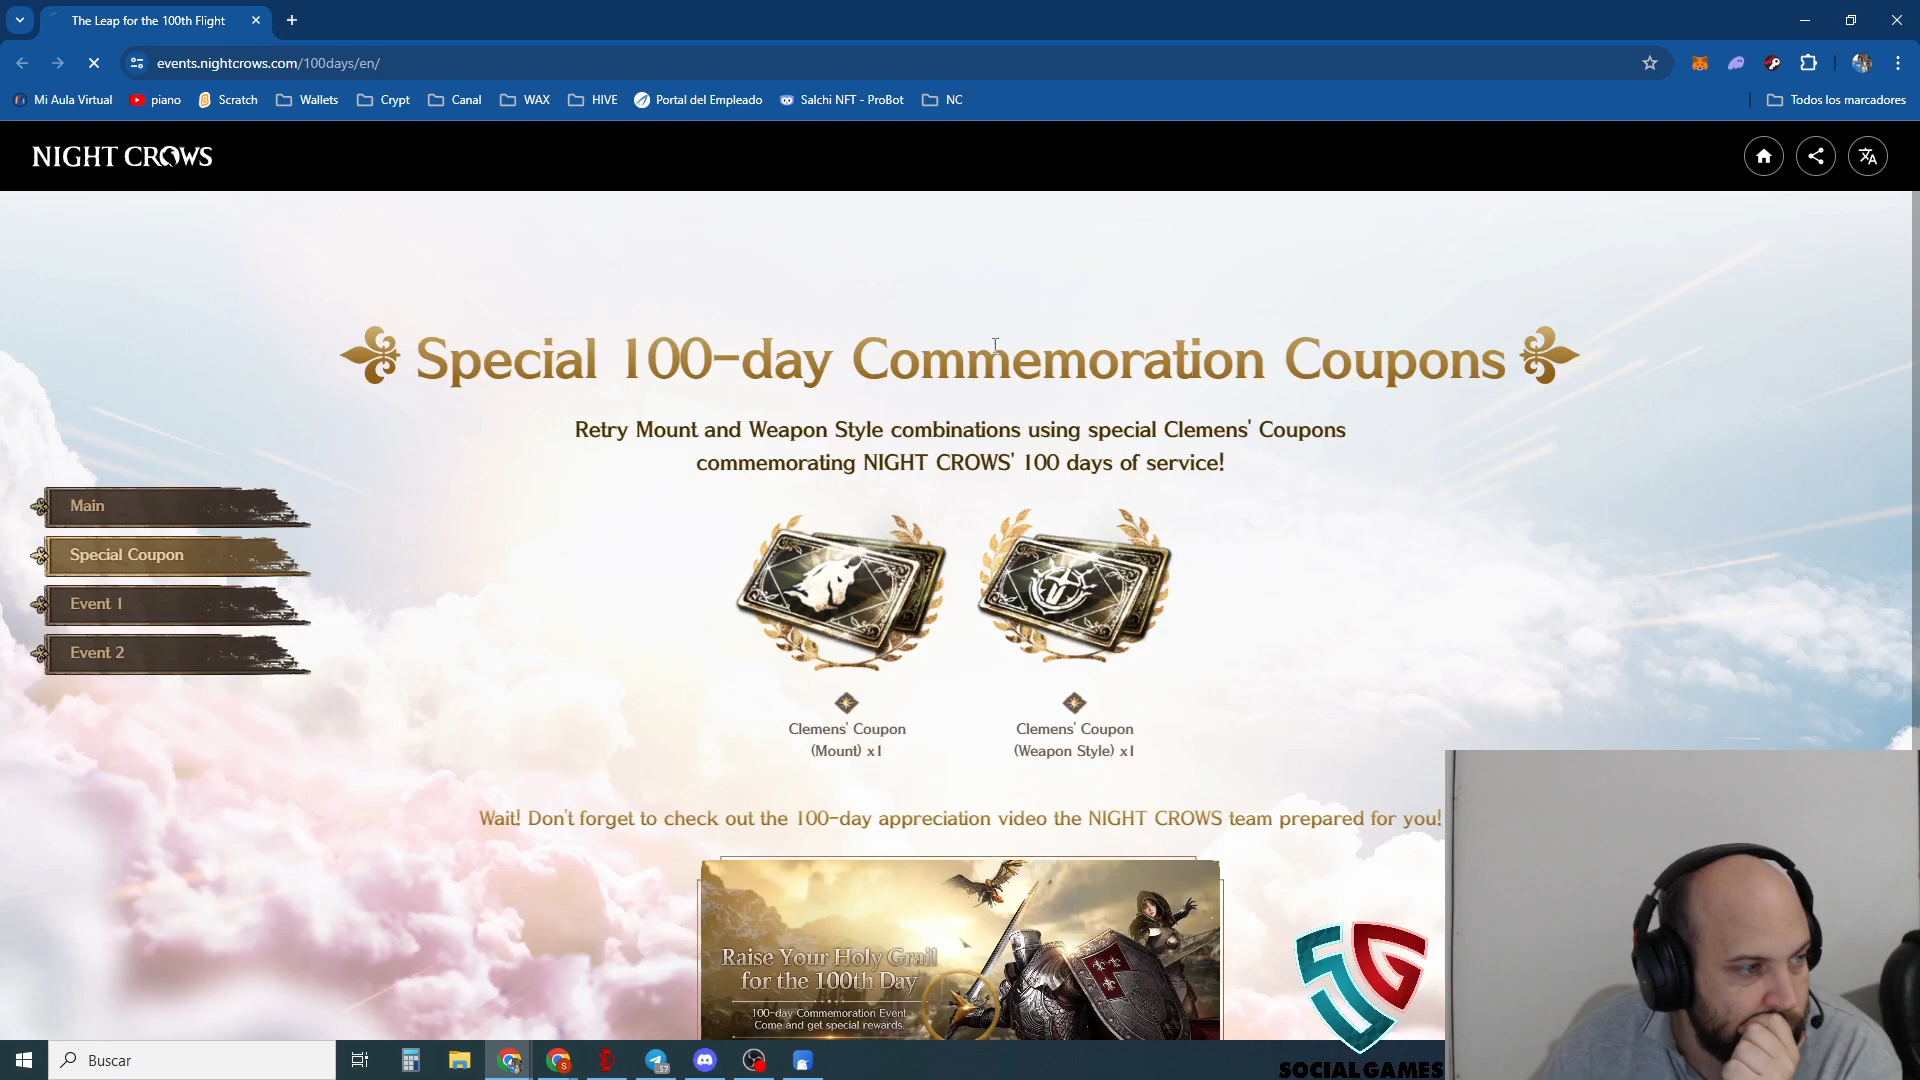 The Leap for the 100th Flight
events.nightcrows.com/100days/en/
Mi Aula Virtual
piano
Scratch
Wallets
Crypt
Canal
WAX
HIVE
Portal del Empleado
Salchi NFT - ProBot
NC
Todos los marcadores
NIGHT CROWS
Special 100-day Commemoration Coupons
Retry Mount and Weapon Style combinations using special Clemens' Coupons
commemorating NIGHT CROWS' 100 days of service!
Main
Special Coupon
Event 1
Event 2
Clemens' Coupon
(Mount) x1
Clemens' Coupon
(Weapon Style) x1
Wait! Don't forget to check out the 100-day appreciation video the NIGHT CROWS team prepared for you!
Raise Your Holy Grail
for the 100th Day
100-day Commemoration Event
Come and get special rewards.
SG
SOCIALGAMES
Buscar
S
57